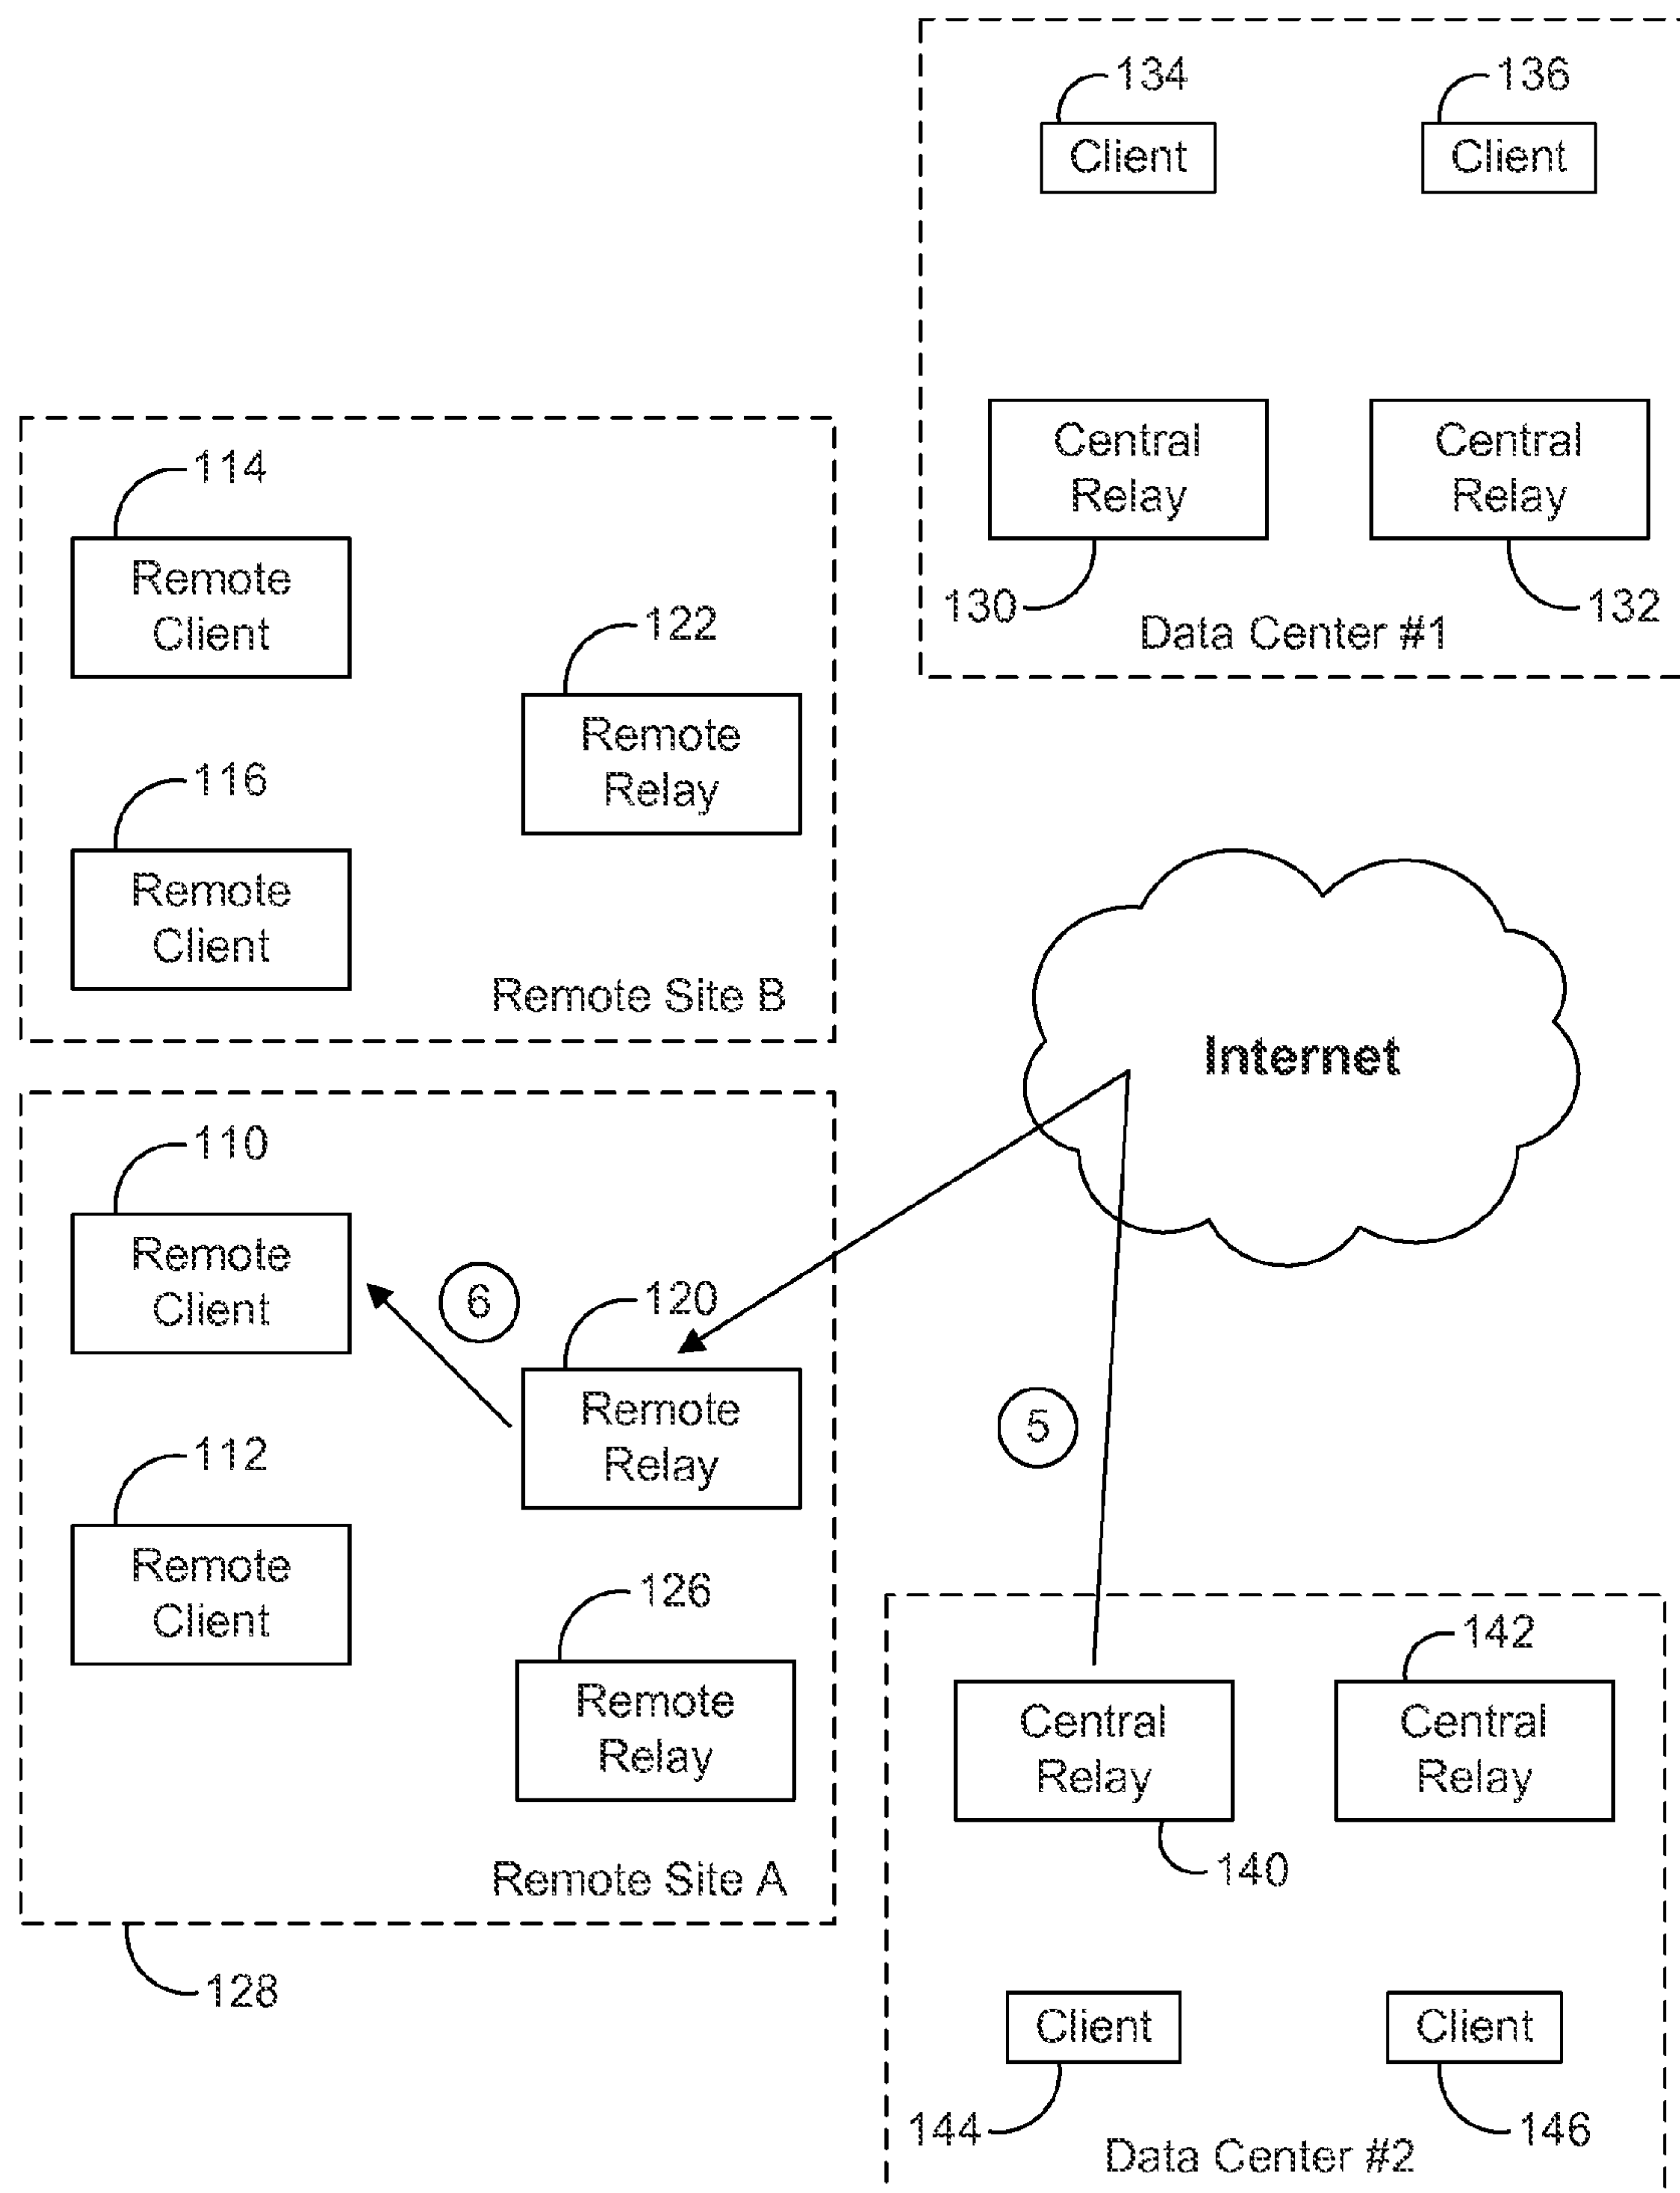 134
136
Client
Client
Central
Relay
Central
Relay
130
132
Data Center #1
114
Remote
Client
122
Remote
Relay
116
Remote
Client
Remote Site B
Internet
110
Remote
Client
6
120
Remote
Relay
5
112
Remote
Client
126
Remote
Relay
Remote Site A
128
142
Central
Relay
Central
Relay
140
Client
Client
144
146
Data Center #2